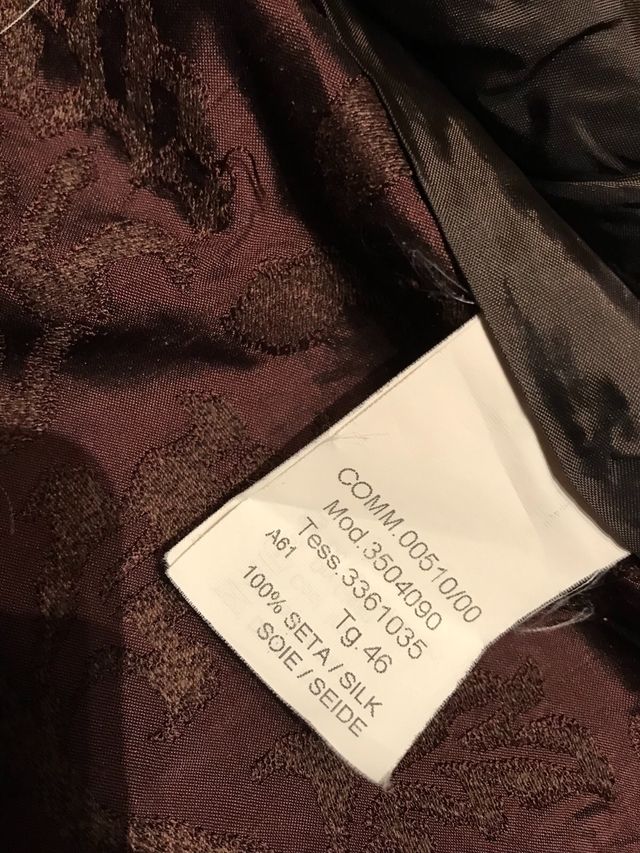 COMM.00510/00
Mod.3504090
Tess.3361035
A61 Tg.46
100% SETA / SILK
SOIE / SEIDE